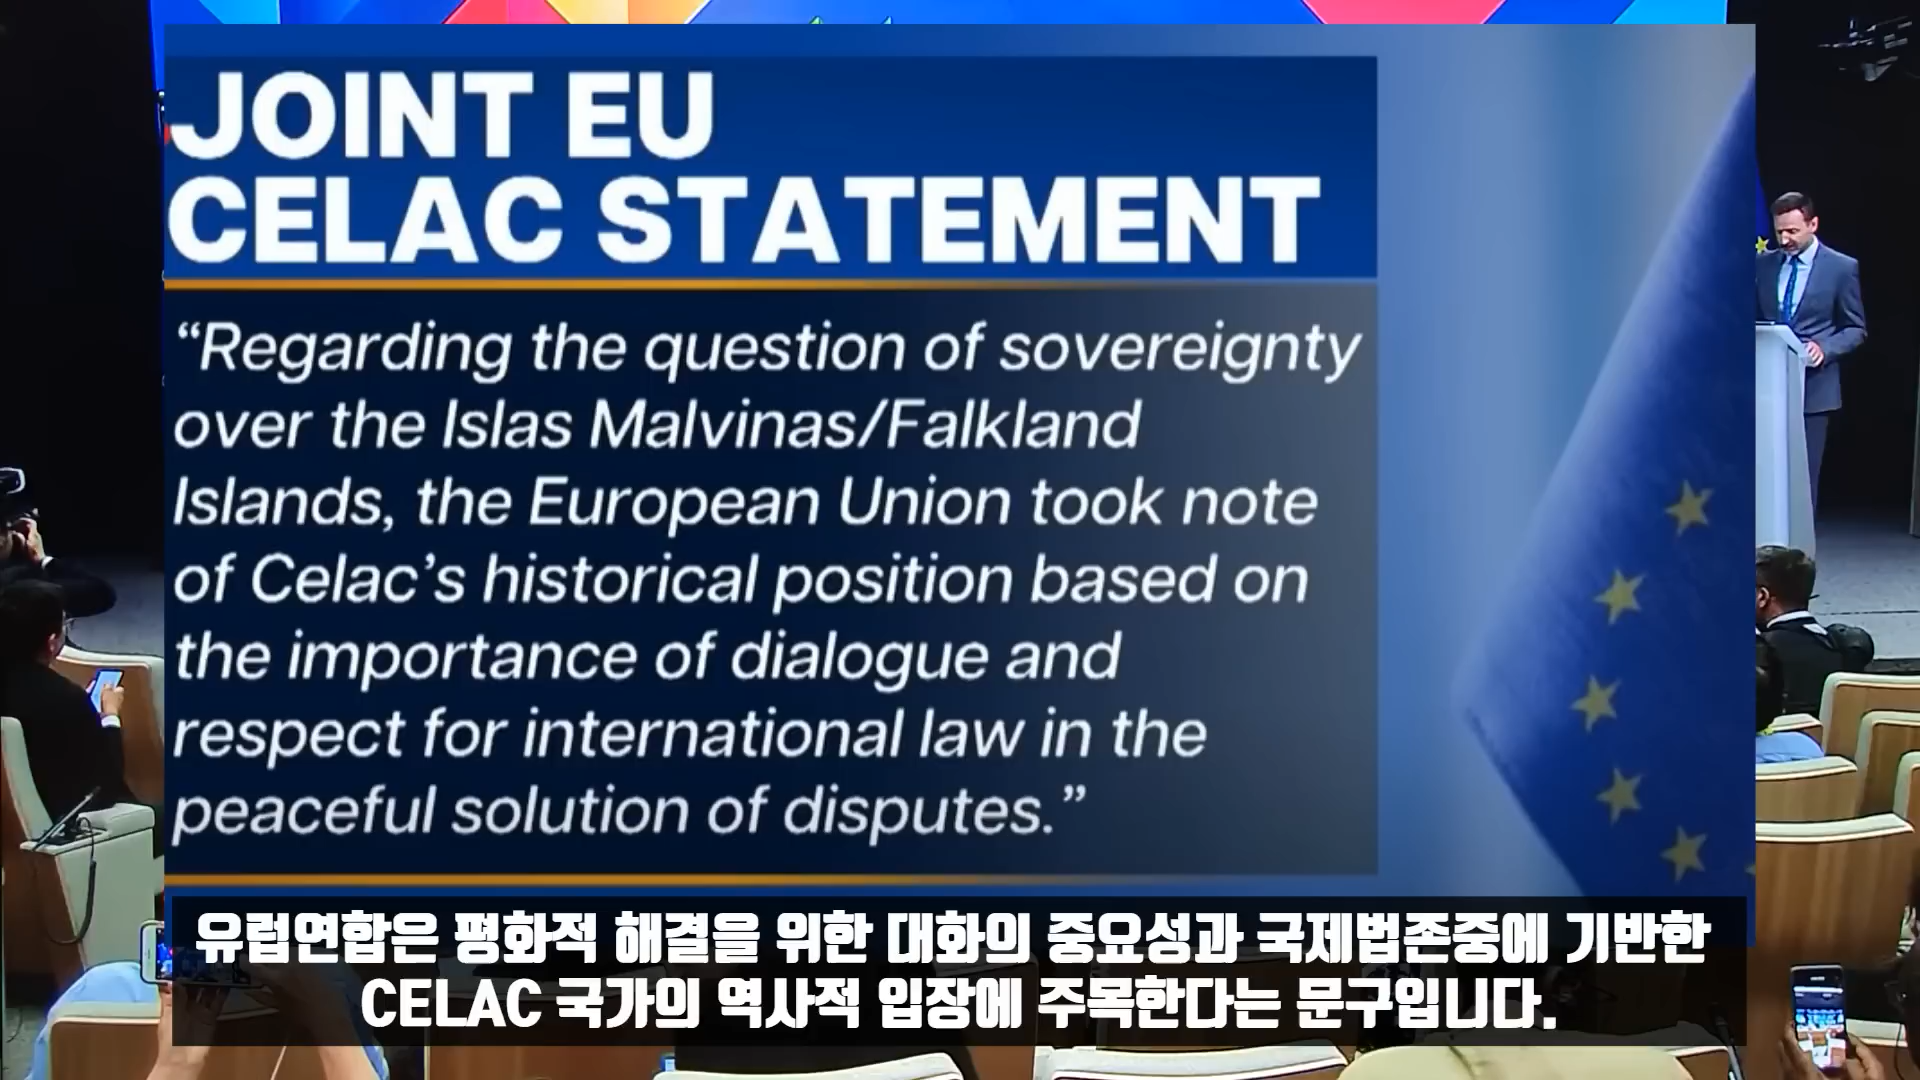 JOINT EU
CELAC STATEMENT
“Regarding the question of sovereignty
over the Islas Malvinas/Falkland
Islands, the European Union took note
of Celac’s historical position based on
the importance of dialogue and
respect for international law in the
peaceful solution of disputes.”
유럽연합은 평화적 해결을 위한 대화의 중요성과 국제법존중에 기반한
CELAC 국가의 역사적 입장에 주목한다는 문구입니다.